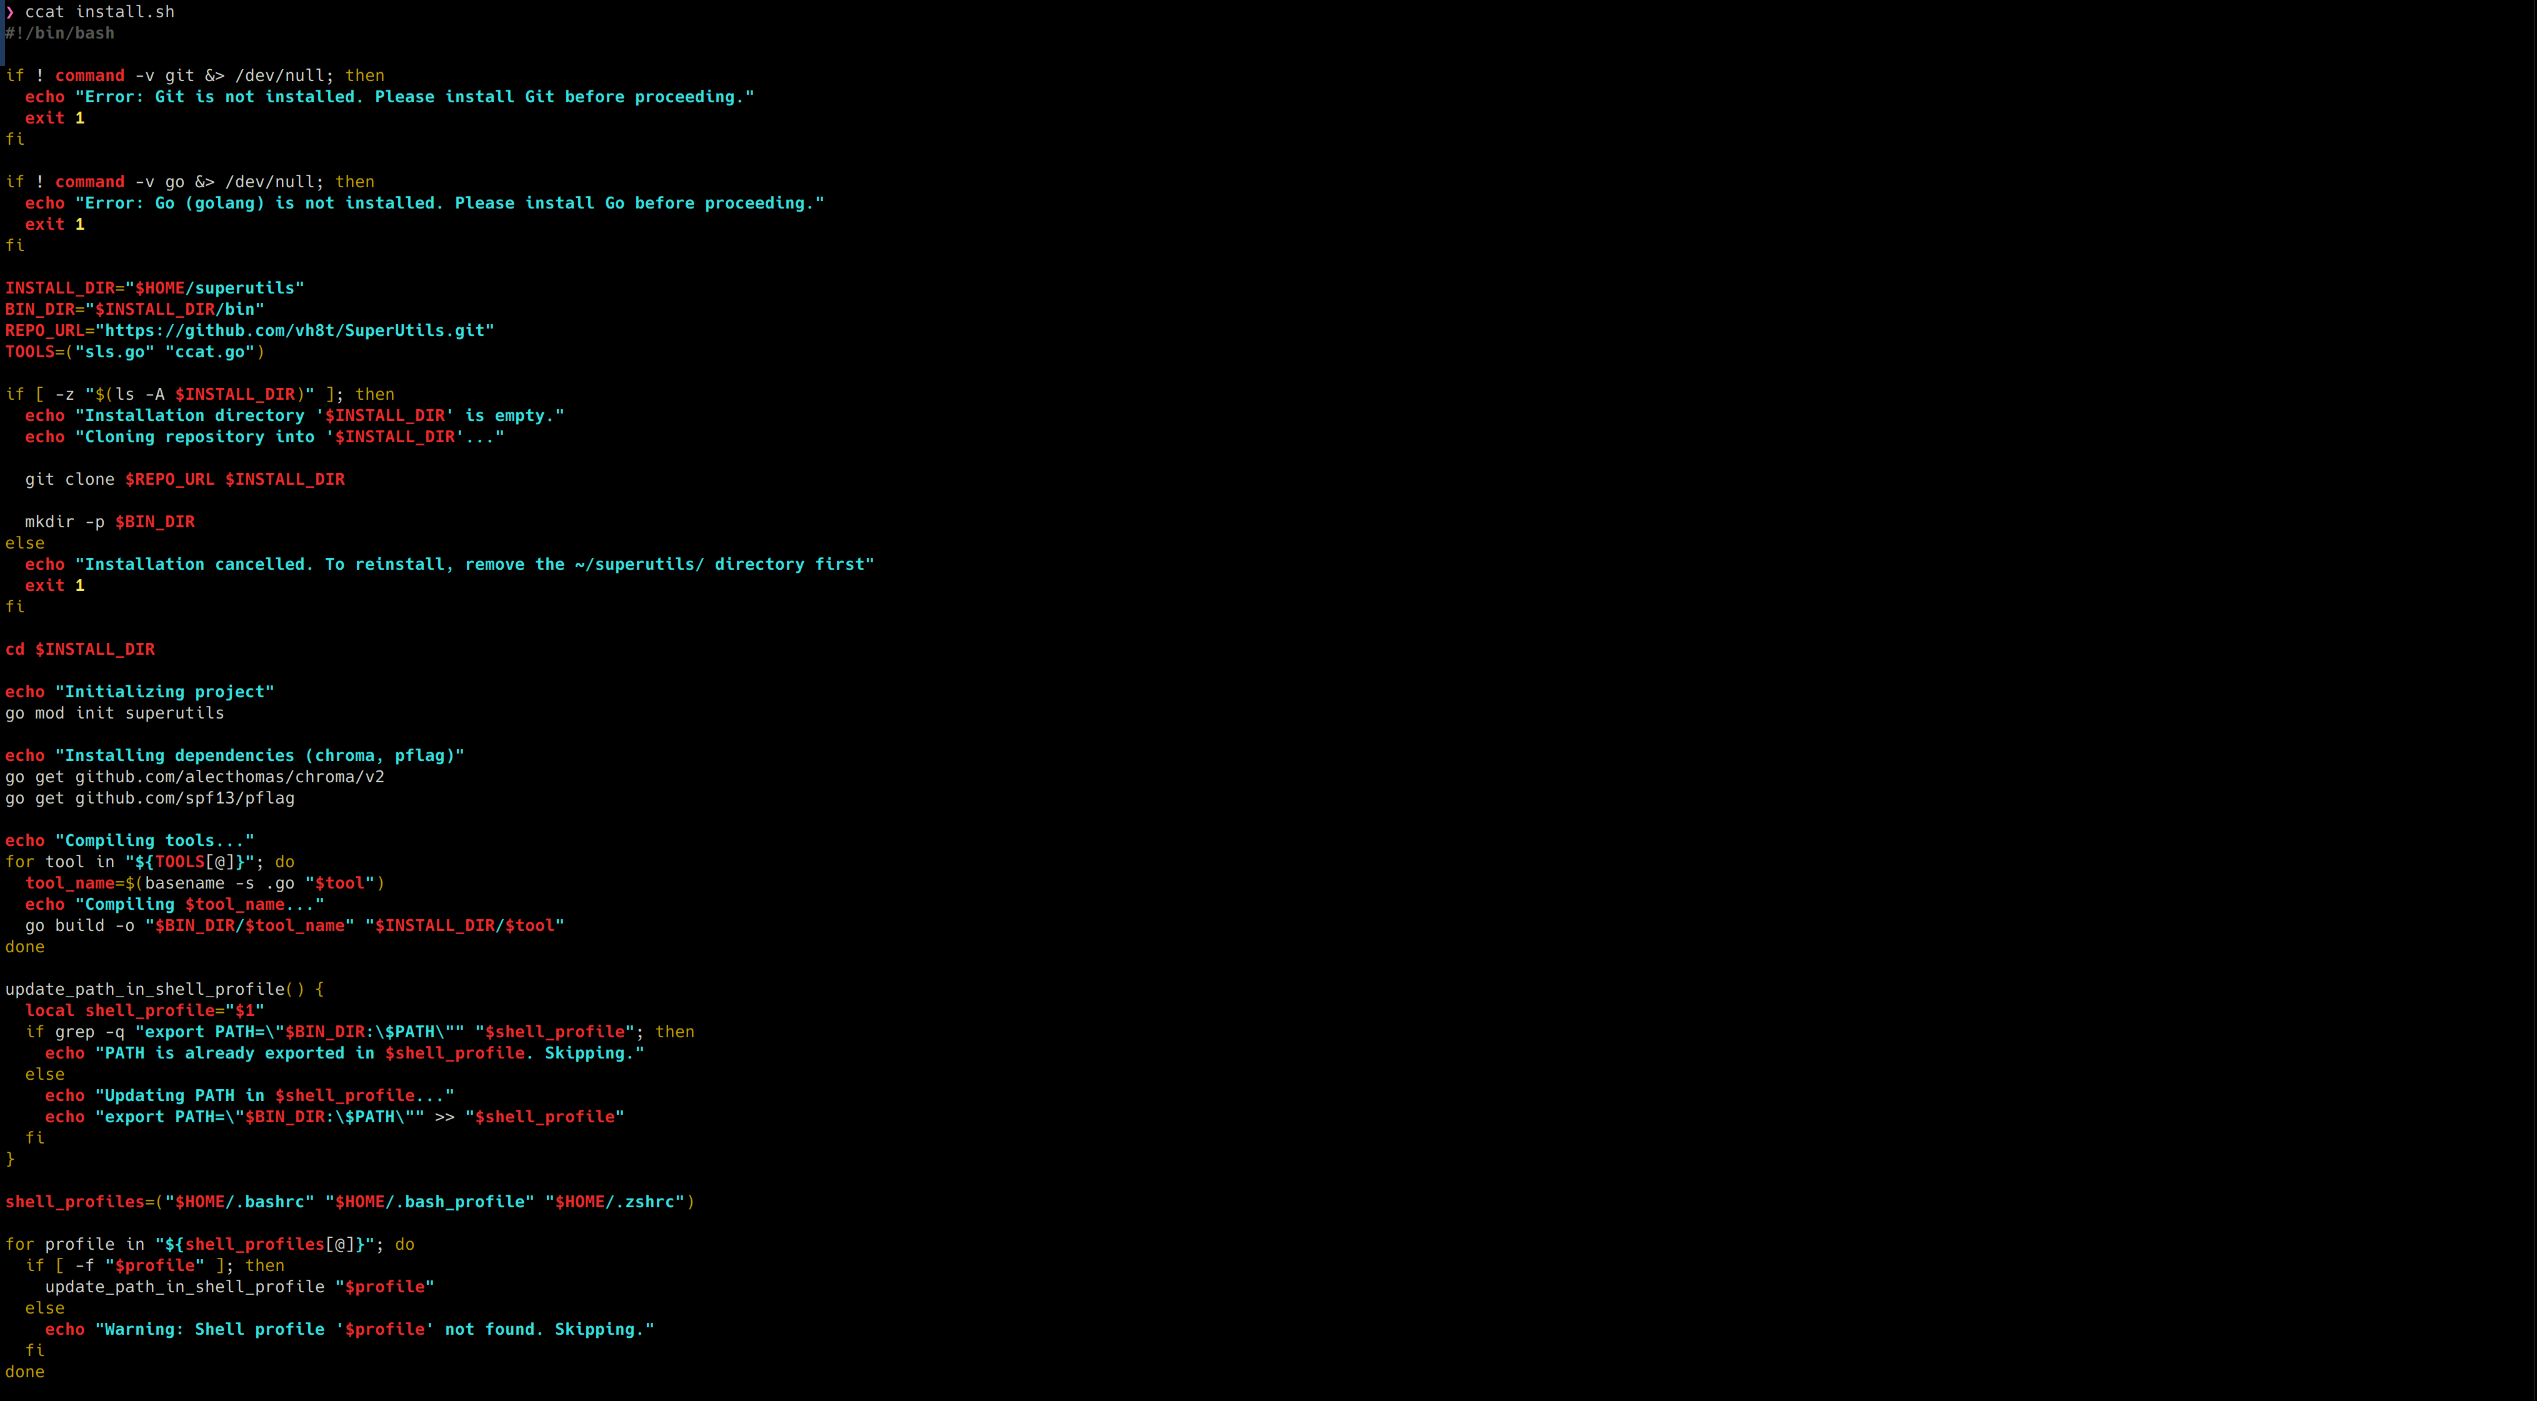 ❯ ccat install.sh
#!/bin/bash

if ! command -v git &> /dev/null; then
  echo "Error: Git is not installed. Please install Git before proceeding."
  exit 1
fi

if ! command -v go &> /dev/null; then
  echo "Error: Go (golang) is not installed. Please install Go before proceeding."
  exit 1
fi

INSTALL_DIR="$HOME/superutils"
BIN_DIR="$INSTALL_DIR/bin"
REPO_URL="https://github.com/vh8t/SuperUtils.git"
TOOLS=("sls.go" "ccat.go")

if [ -z "$(ls -A $INSTALL_DIR)" ]; then
  echo "Installation directory '$INSTALL_DIR' is empty."
  echo "Cloning repository into '$INSTALL_DIR'..."

  git clone $REPO_URL $INSTALL_DIR

  mkdir -p $BIN_DIR
else
  echo "Installation cancelled. To reinstall, remove the ~/superutils/ directory first"
  exit 1
fi

cd $INSTALL_DIR

echo "Initializing project"
go mod init superutils

echo "Installing dependencies (chroma, pflag)"
go get github.com/alecthomas/chroma/v2
go get github.com/spf13/pflag

echo "Compiling tools..."
for tool in "${TOOLS[@]}"; do
  tool_name=$(basename -s .go "$tool")
  echo "Compiling $tool_name..."
  go build -o "$BIN_DIR/$tool_name" "$INSTALL_DIR/$tool"
done

update_path_in_shell_profile() {
  local shell_profile="$1"
  if grep -q "export PATH=\"$BIN_DIR:\$PATH\"" "$shell_profile"; then
    echo "PATH is already exported in $shell_profile. Skipping."
  else
    echo "Updating PATH in $shell_profile..."
    echo "export PATH=\"$BIN_DIR:\$PATH\"" >> "$shell_profile"
  fi
}

shell_profiles=("$HOME/.bashrc" "$HOME/.bash_profile" "$HOME/.zshrc")

for profile in "${shell_profiles[@]}"; do
  if [ -f "$profile" ]; then
    update_path_in_shell_profile "$profile"
  else
    echo "Warning: Shell profile '$profile' not found. Skipping."
  fi
done